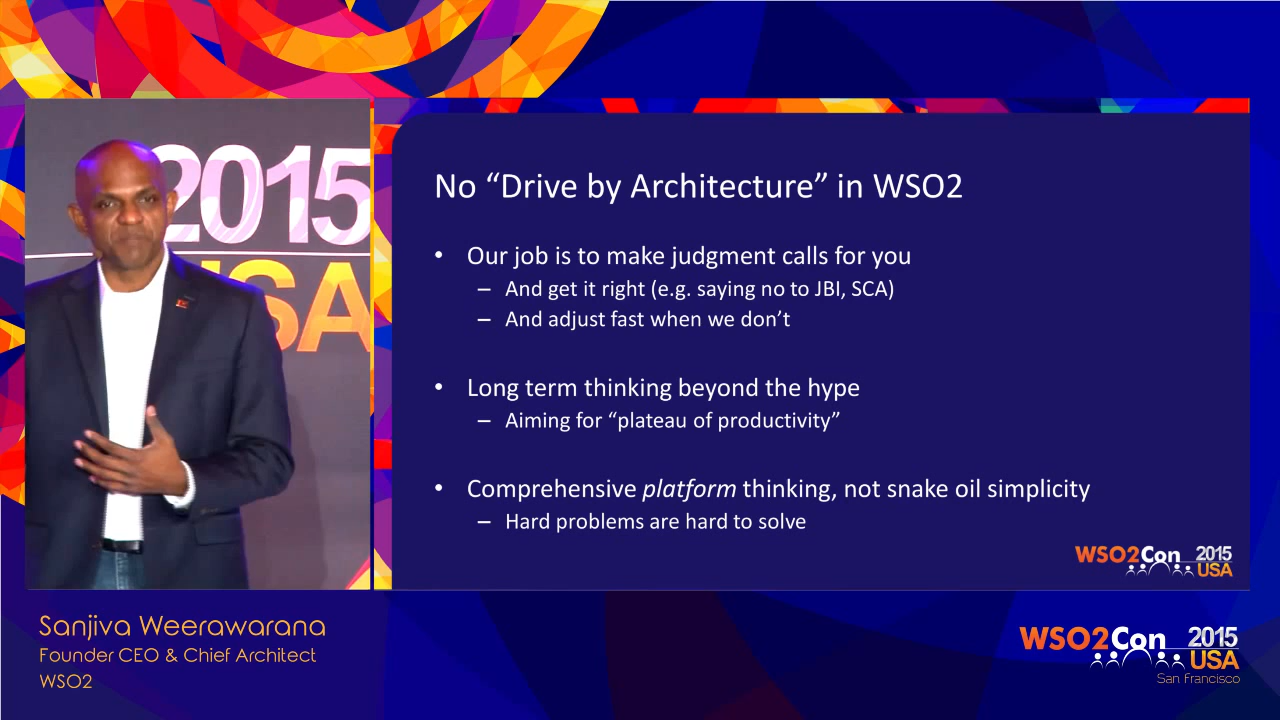 2015
USA
No “Drive by Architecture” in WSO2
• Our job is to make judgment calls for you
– And get it right (e.g. saying no to JBI, SCA)
– And adjust fast when we don’t
• Long term thinking beyond the hype
– Aiming for “plateau of productivity”
• Comprehensive platform thinking, not snake oil simplicity
– Hard problems are hard to solve
WSO2Con 2015
USA
Sanjiva Weerawarana
Founder CEO & Chief Architect
WSO2
WSO2Con 2015
USA
San Francisco